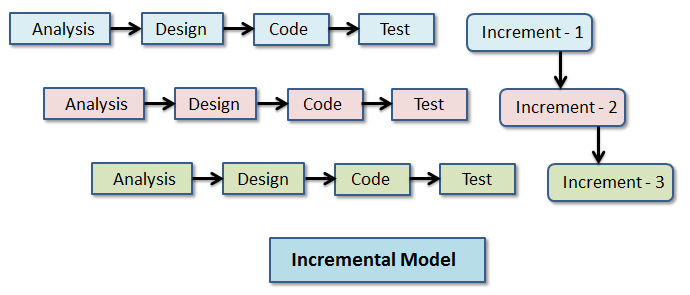 Analysis Design Code Test Increment - 1
Analysis Design Code Test Increment - 2
Analysis Design Code Test Increment - 3
Incremental Model